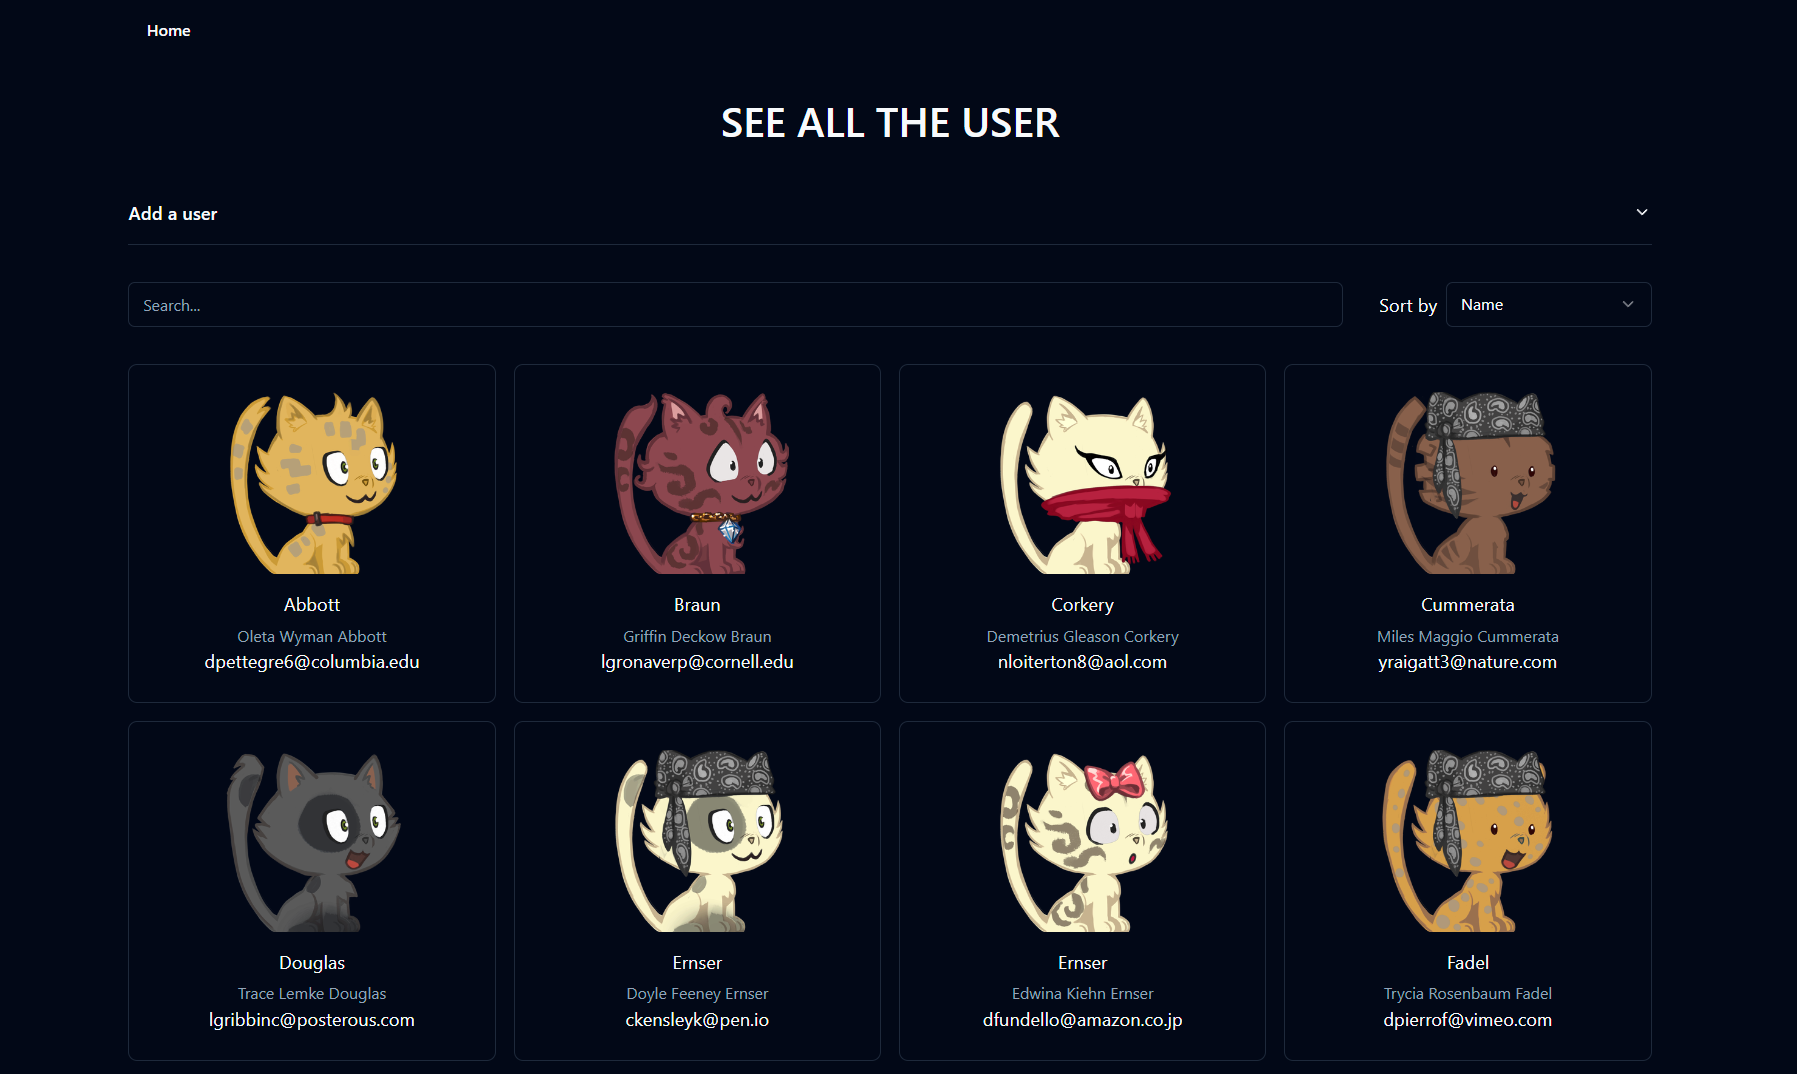 Home
SEE ALL THE USER
Add a user
Search...
Sort by
Name
Abbott
Oleta Wyman Abbott
dpettegre6@columbia.edu
Braun
Griffin Deckow Braun
lgronaverp@cornell.edu
Corkery
Demetrius Gleason Corkery
nloiterton8@aol.com
Cummerata
Miles Maggio Cummerata
yraigatt3@nature.com
Douglas
Trace Lemke Douglas
lgribbinc@posterous.com
Ernser
Doyle Feeney Ernser
ckensleyk@pen.io
Ernser
Edwina Kiehn Ernser
dfundello@amazon.co.jp
Fadel
Trycia Rosenbaum Fadel
dpierrof@vimeo.com